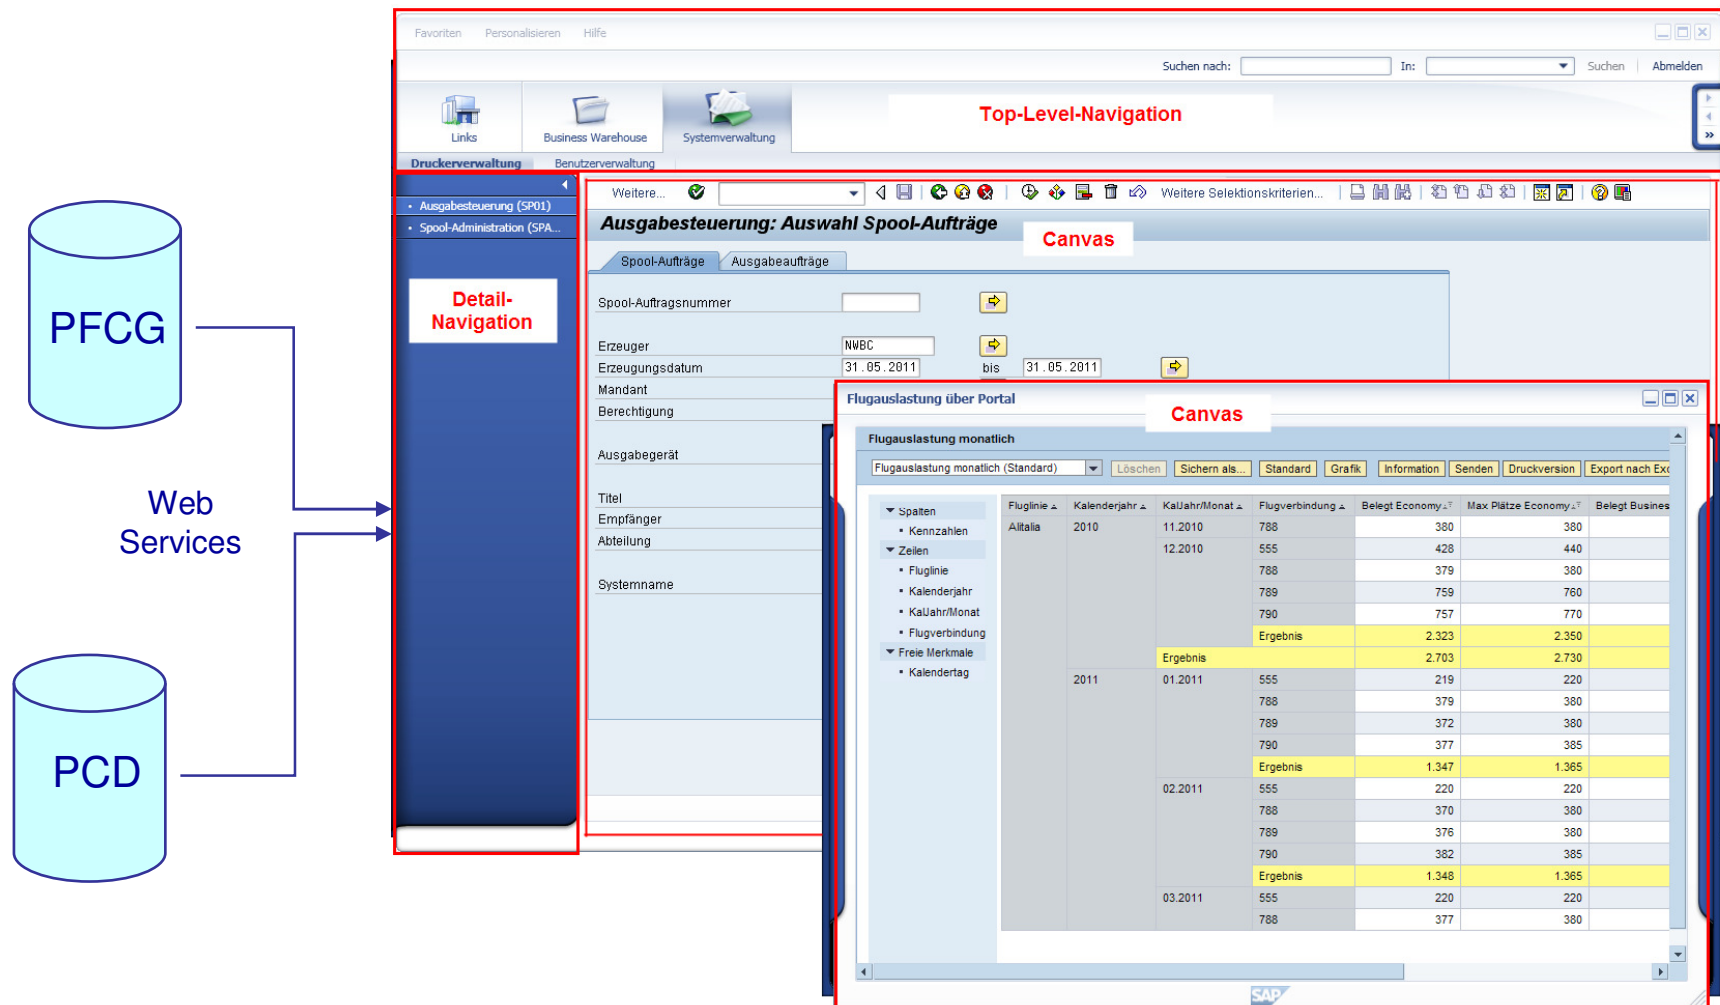 Favoriten Personalisieren Hilfe
Suchen nach: In: Suchen Abmelden
Links Business Warehouse Systemverwaltung
Top-Level-Navigation
Druckerverwaltung Benutzerverwaltung
Ausgabesteuerung (SP01)
Spool-Administration (SPA...
Detail-
Navigation
PFCG
Web
Services
PCD
Weitere... Weitere Selektionskriterien...
Ausgabesteuerung: Auswahl Spool-Aufträge
Canvas
Spool-Aufträge Ausgabeaufträge
Spool-Auftragsnummer
Erzeuger NWBC
Erzeugungsdatum 31.05.2011 bis 31.05.2011
Mandant
Berechtigung
Ausgabegerät
Titel
Empfänger
Abteilung
Systemname
Flugauslastung über Portal
Canvas
Flugauslastung monatlich
Flugauslastung monatlich (Standard) Löschen Sichern als... Standard Grafik Information Senden Druckversion Export nach Exc
Spalten
Kennzahlen
Zeilen
Fluglinie
Kalenderjahr
KalJahr/Monat
Flugverbindung
Freie Merkmale
Kalendertag
Fluglinie Kalenderjahr KalJahr/Monat Flugverbindung Belegt Economy Max Plätze Economy Belegt Busines
Alitalia 2010 11.2010 788 380 380
12.2010 555 428 440
788 379 380
789 759 760
790 757 770
Ergebnis 2.323 2.350
Ergebnis 2.703 2.730
2011 01.2011 555 219 220
788 379 380
789 372 380
790 377 385
Ergebnis 1.347 1.365
02.2011 555 220 220
788 370 380
789 376 380
790 382 385
Ergebnis 1.348 1.365
03.2011 555 220 220
788 377 380
SAP